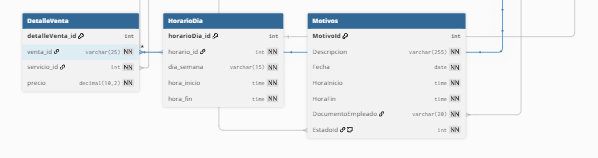 DetalleVenta
detalleVenta_id int
venta_id varchar(25) NN
servicio_id int NN
precio decimal(10,2) NN
HorarioDia
horarioDia_id int
horario_id int NN
dia_semana varchar(15) NN
hora_inicio time NN
hora_fin time NN
Motivos
MotivoId int
Descripcion varchar(255) NN
Fecha date NN
HoraInicio time NN
HoraFin time NN
DocumentoEmpleado varchar(20) NN
EstadoId int NN